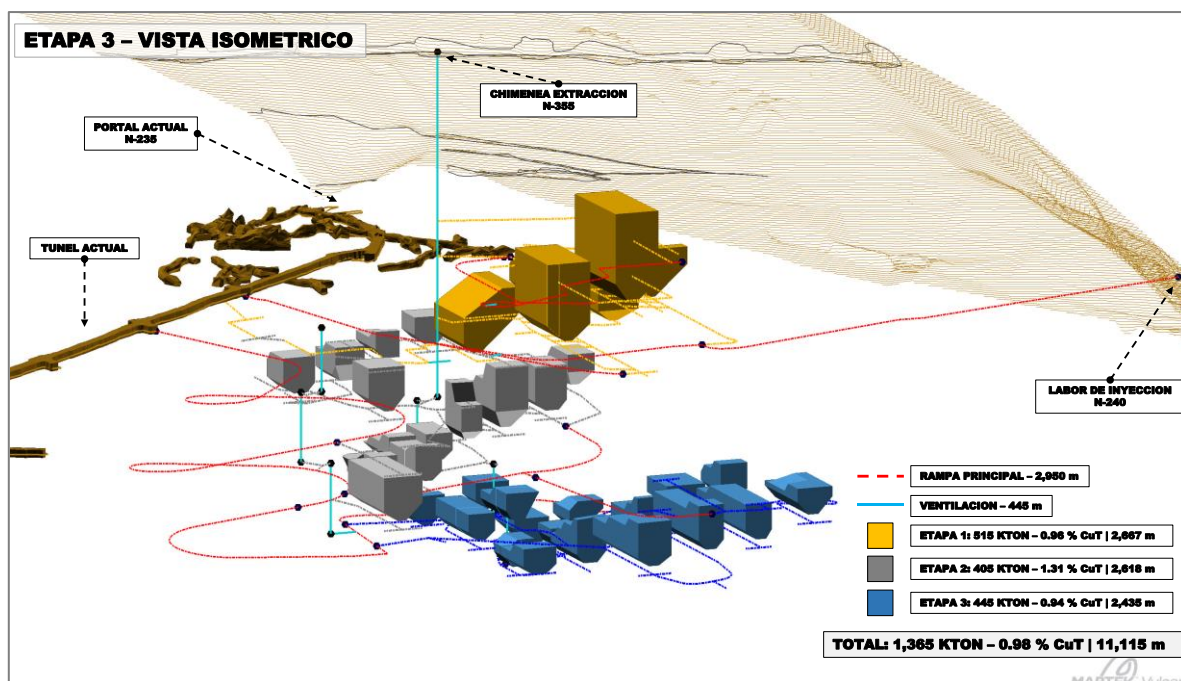 ETAPA 3 – VISTA ISOMETRICO
CHIMENEA EXTRACCION
N-355
PORTAL ACTUAL
N-235
TUNEL ACTUAL
LABOR DE INYECCION
N-240
RAMPA PRINCIPAL – 2,950 m
VENTILACION – 445 m
ETAPA 1: 515 KTON – 0.96 % CuT | 2,667 m
ETAPA 2: 405 KTON – 1.31 % CuT | 2,618 m
ETAPA 3: 445 KTON – 0.94 % CuT | 2,435 m
TOTAL: 1,365 KTON – 0.98 % CuT | 11,115 m